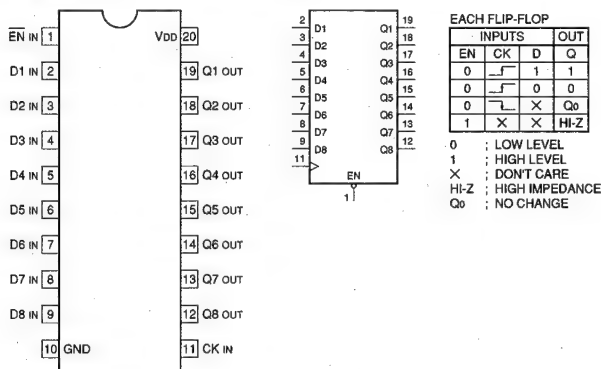 EN IN 1
VDD 20
D1 IN 2
19 Q1 OUT
D2 IN 3
18 Q2 OUT
D3 IN 4
17 Q3 OUT
D4 IN 5
16 Q4 OUT
D5 IN 6
15 Q5 OUT
D6 IN 7
14 Q6 OUT
D7 IN 8
13 Q7 OUT
D8 IN 9
12 Q8 OUT
10 GND
11 CK IN
2 D1 Q1 19
3 D2 Q2 18
4 D3 Q3 17
5 D4 Q4 16
6 D5 Q5 15
7 D6 Q6 14
8 D7 Q7 13
9 D8 Q8 12
11
EN
1
EACH FLIP-FLOP
INPUTS OUT
EN CK D Q
0 1 1
0 0 0
0 X Q0
1 X X HI-Z
0 ; LOW LEVEL
1 ; HIGH LEVEL
X ; DON'T CARE
HI-Z ; HIGH IMPEDANCE
Q0 ; NO CHANGE